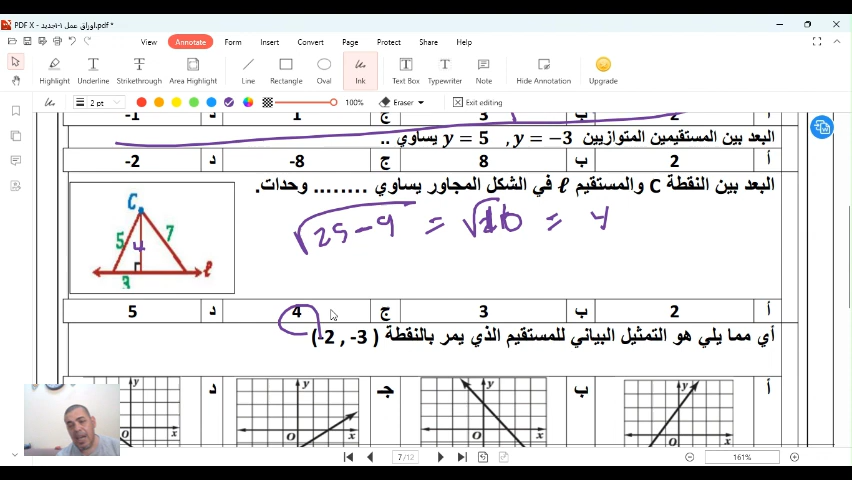 PDF X - اوراق عمل ١-١جديد.pdf *
View Annotate Form Insert Convert Page Protect Share Help
Highlight Underline Strikethrough Area Highlight Line Rectangle Oval Ink Text Box Typewriter Note Hide Annotation Upgrade
2 pt 100% Eraser Exit editing
أ 2 ب 3 ج 1 د -1
البعد بين المستقيمين المتوازيين y = 5 , y = −3 يساوي ..
أ 2 ب 8 ج -8 د -2
البعد بين النقطة C والمستقيم ℓ في الشكل المجاور يساوي ........ وحدات.
C
5 4 7
3 ℓ
√25 − 9 = √16 = 4
أ 2 ب 3 ج 4 د 5
أي مما يلي هو التمثيل البياني للمستقيم الذي يمر بالنقطة ( -2 , -3)
أ ب جـ د
y y y y
O x O x O x O x
7/12 161%